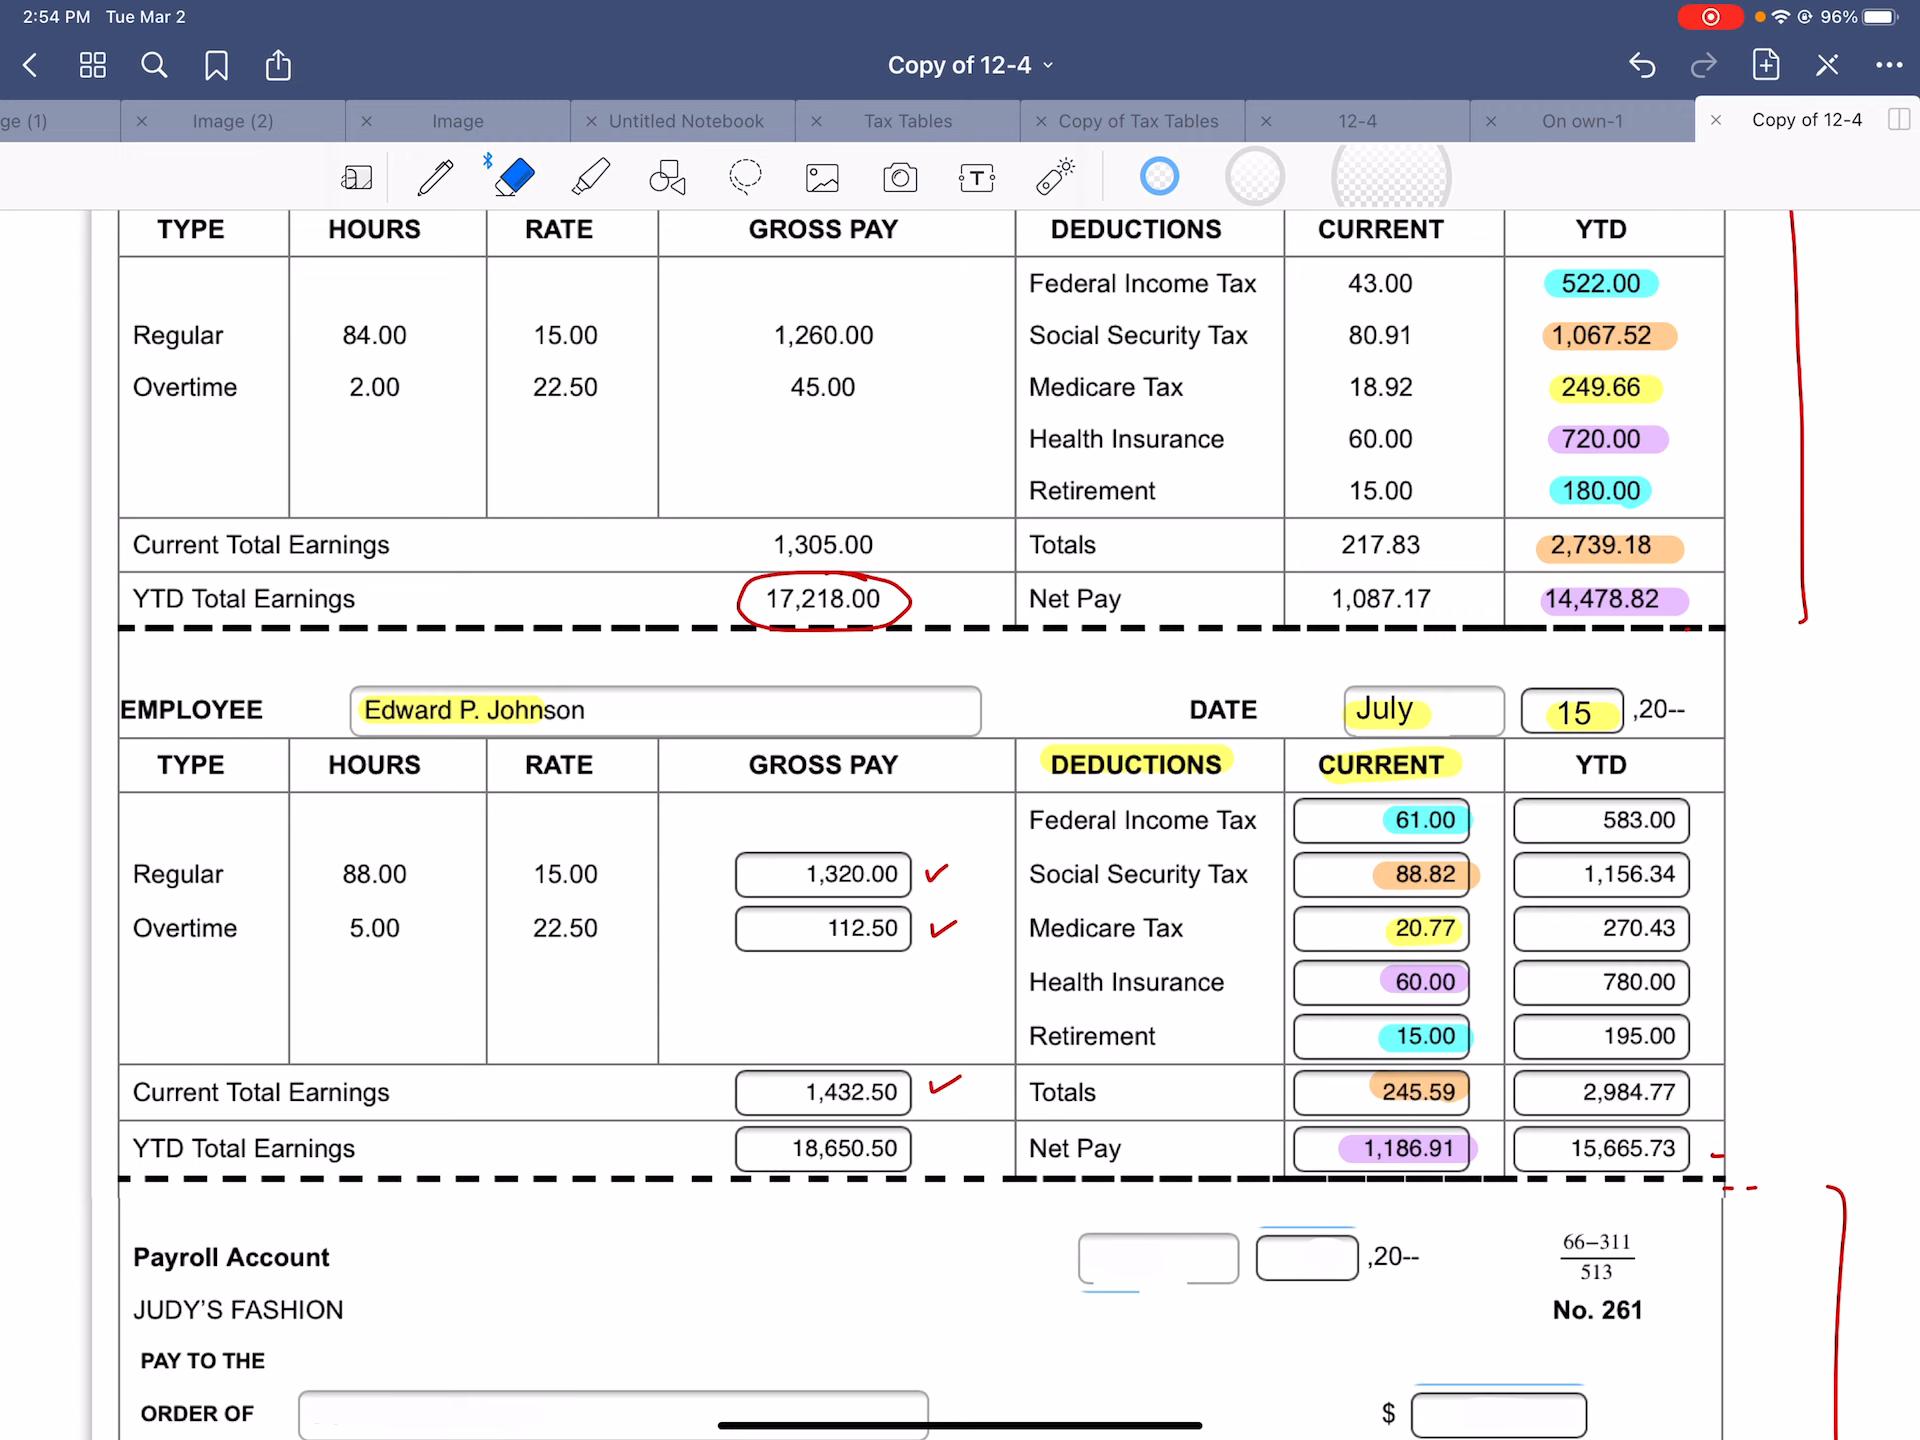 2:54 PM Tue Mar 2 96%
Copy of 12-4
ge (1) Image (2) Image Untitled Notebook Tax Tables Copy of Tax Tables 12-4 On own-1 Copy of 12-4
TYPE HOURS RATE GROSS PAY DEDUCTIONS CURRENT YTD
Federal Income Tax 43.00 522.00
Regular 84.00 15.00 1,260.00 Social Security Tax 80.91 1,067.52
Overtime 2.00 22.50 45.00 Medicare Tax 18.92 249.66
Health Insurance 60.00 720.00
Retirement 15.00 180.00
Current Total Earnings 1,305.00 Totals 217.83 2,739.18
YTD Total Earnings 17,218.00 Net Pay 1,087.17 14,478.82
EMPLOYEE Edward P. Johnson DATE July 15 ,20--
TYPE HOURS RATE GROSS PAY DEDUCTIONS CURRENT YTD
Federal Income Tax 61.00 583.00
Regular 88.00 15.00 1,320.00 Social Security Tax 88.82 1,156.34
Overtime 5.00 22.50 112.50 Medicare Tax 20.77 270.43
Health Insurance 60.00 780.00
Retirement 15.00 195.00
Current Total Earnings 1,432.50 Totals 245.59 2,984.77
YTD Total Earnings 18,650.50 Net Pay 1,186.91 15,665.73
Payroll Account ,20-- 66–311
513
JUDY'S FASHION No. 261
PAY TO THE
ORDER OF $